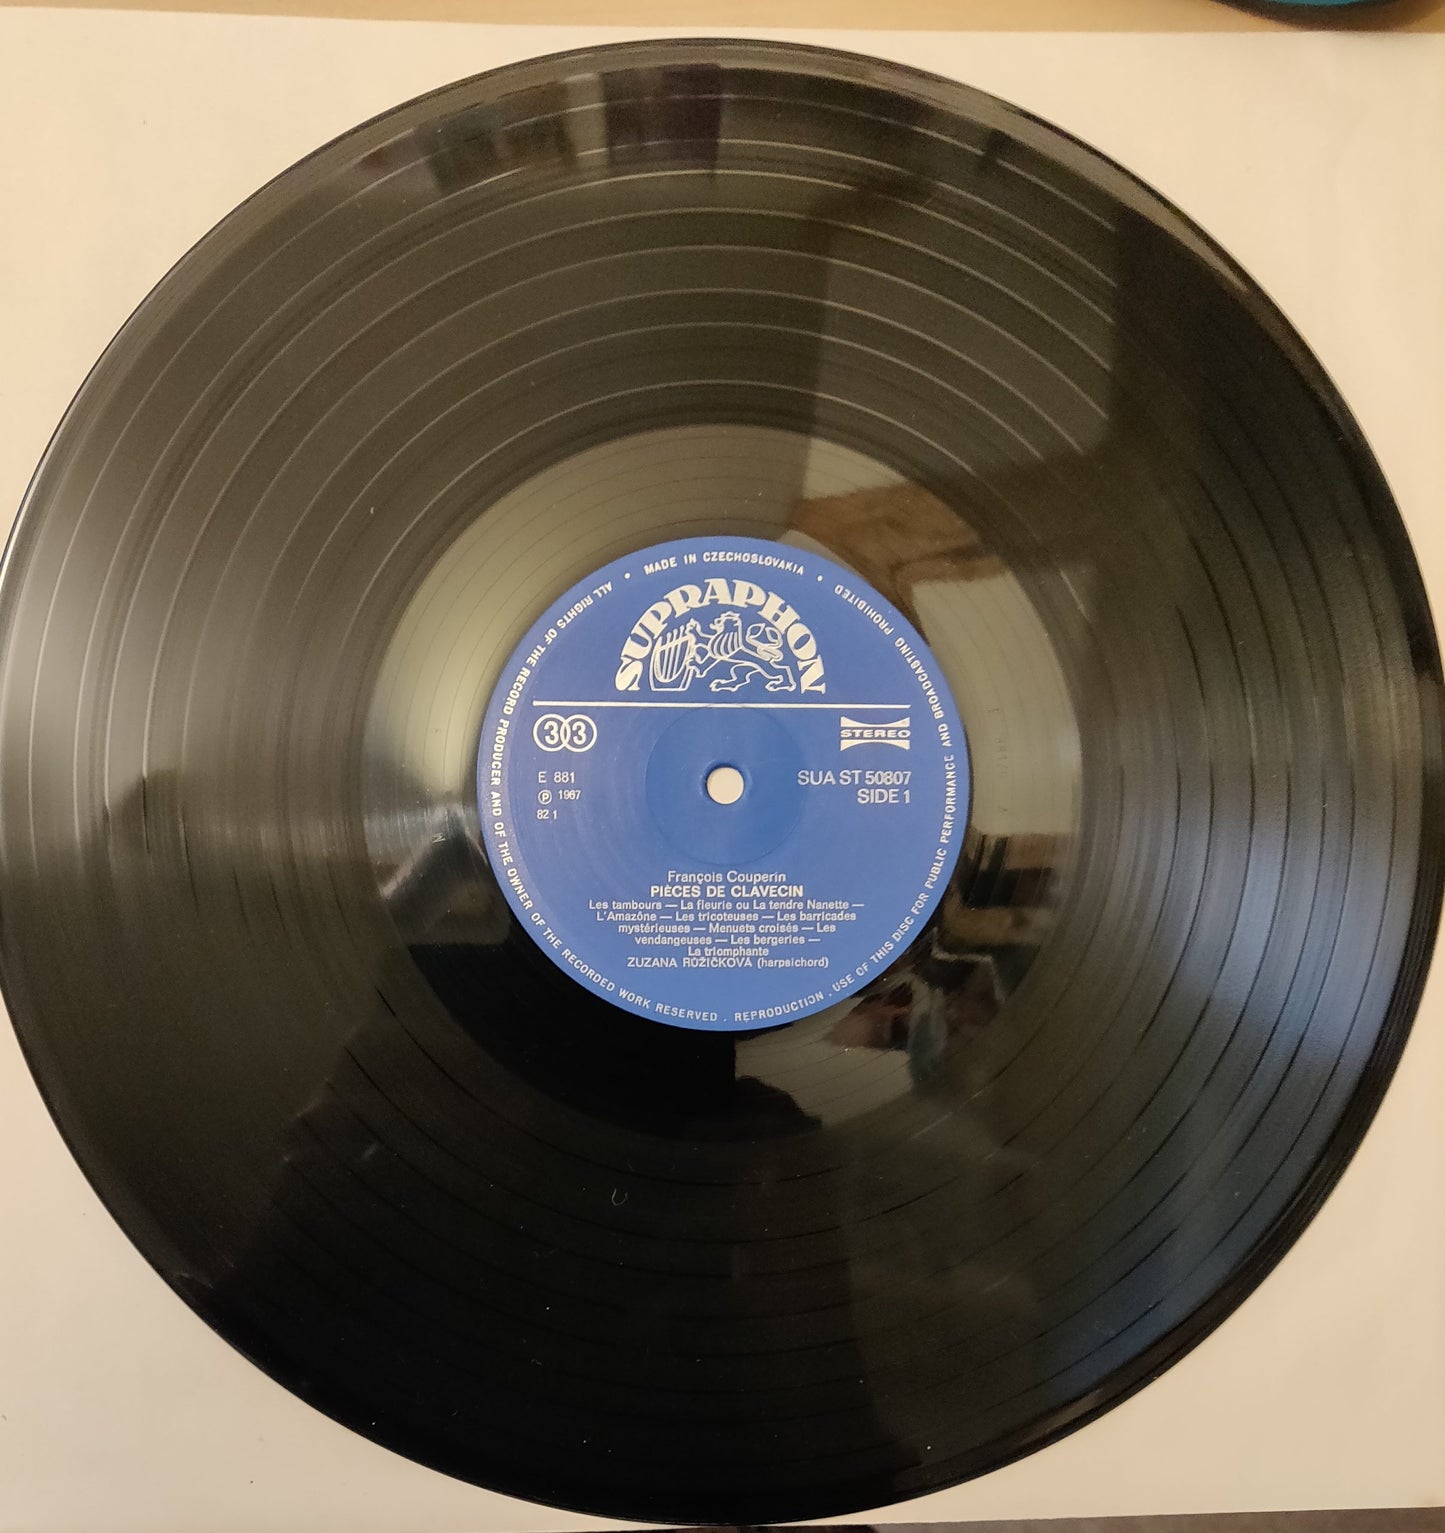 ALL RIGHTS OF THE RECORD PRODUCER AND OF THE OWNER OF THE RECORDED WORK RESERVED . REPRODUCTION , USE OF THIS DISC FOR PUBLIC PERFORMANCE AND BROADCASTING PROHIBITED • MADE IN CZECHOSLOVAKIA •
SUPRAPHON
33
STEREO
E 881
SUA ST 50807
℗ 1967
SIDE 1
8Z 1
François Couperin
PIÈCES DE CLAVECIN
Les tambours — La fleurie ou La tendre Nanette —
L'Amazône — Les tricoteuses — Les barricades
mystérieuses — Menuets croisés — Les
vendangeuses — Les bergeries —
La triomphante
ZUZANA RŮŽIČKOVÁ (harpsichord)